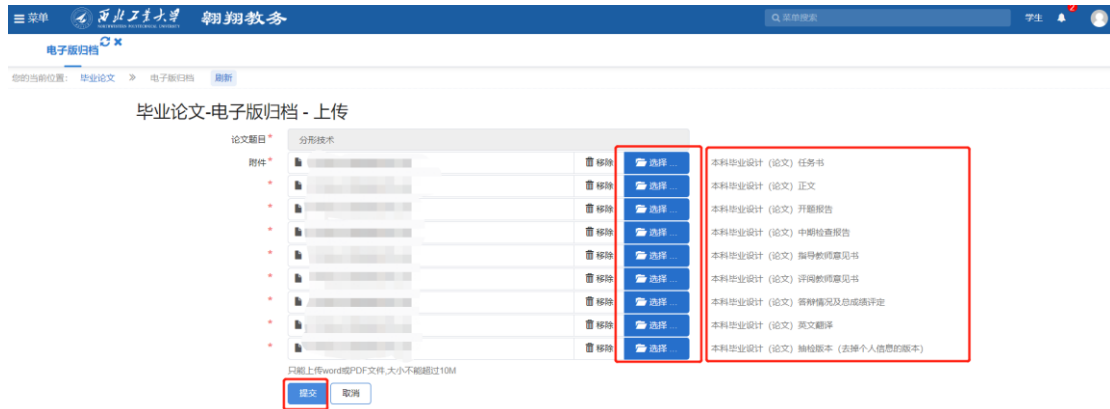 菜单 西北工业大学 翱翔教务 菜单搜索 学生 2
NORTHWESTERN POLYTECHNICAL UNIVERSITY
电子版归档
您的当前位置: 毕业论文 » 电子版归档 刷新
毕业论文-电子版归档 - 上传
论文题目* 分形技术
附件* 移除 选择 ... 本科毕业设计（论文）任务书
* 移除 选择 ... 本科毕业设计（论文）正文
* 移除 选择 ... 本科毕业设计（论文）开题报告
* 移除 选择 ... 本科毕业设计（论文）中期检查报告
* 移除 选择 ... 本科毕业设计（论文）指导教师意见书
* 移除 选择 ... 本科毕业设计（论文）评阅教师意见书
* 移除 选择 ... 本科毕业设计（论文）答辩情况及总成绩评定
* 移除 选择 ... 本科毕业设计（论文）英文翻译
* 移除 选择 ... 本科毕业设计（论文）抽检版本（去掉个人信息的版本）
只能上传word或PDF文件,大小不能超过10M
提交 取消